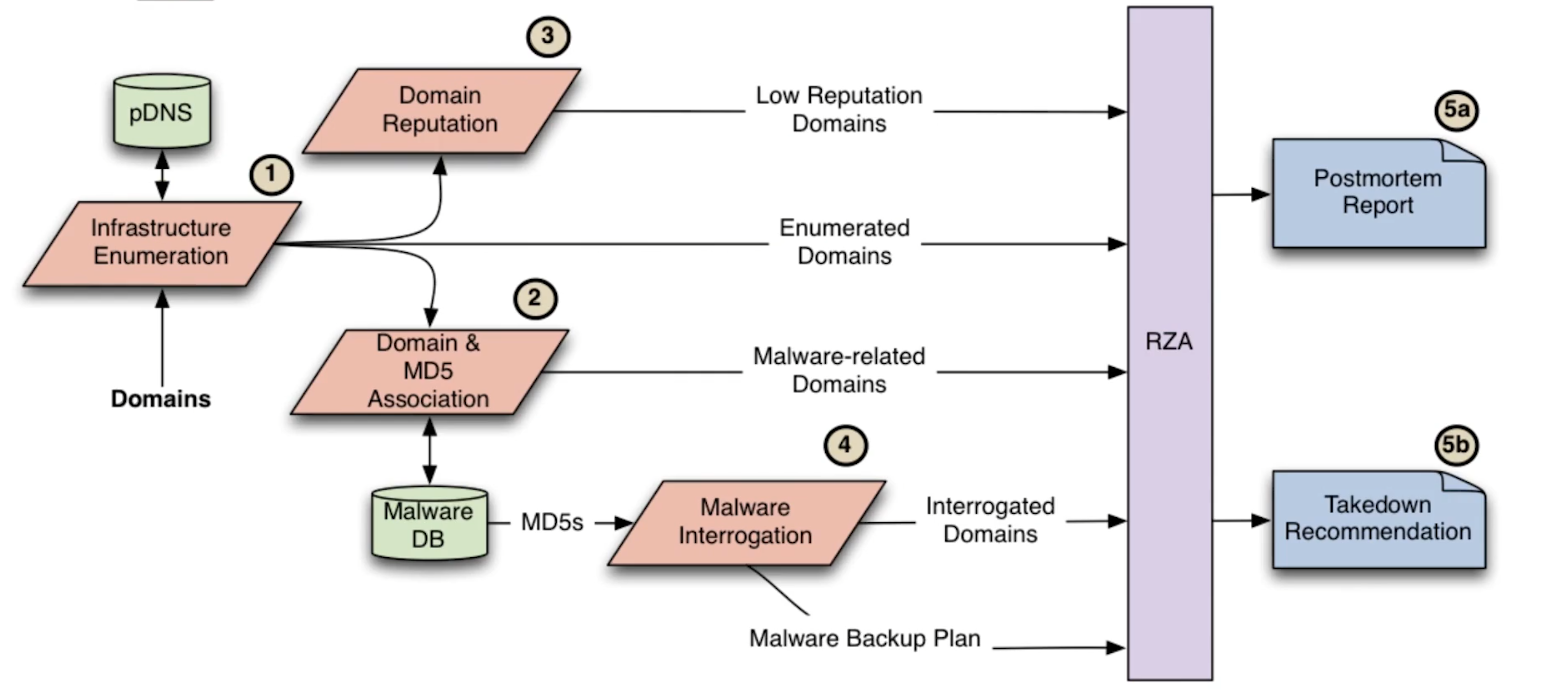 3
Domain
Reputation
Low Reputation
Domains
5a
pDNS
1
Postmortem
Report
Infrastructure
Enumeration
Enumerated
Domains
2
Domain &
MD5
Association
Malware-related
Domains
RZA
Domains
4
5b
Malware
DB
MD5s
Malware
Interrogation
Interrogated
Domains
Takedown
Recommendation
Malware Backup Plan